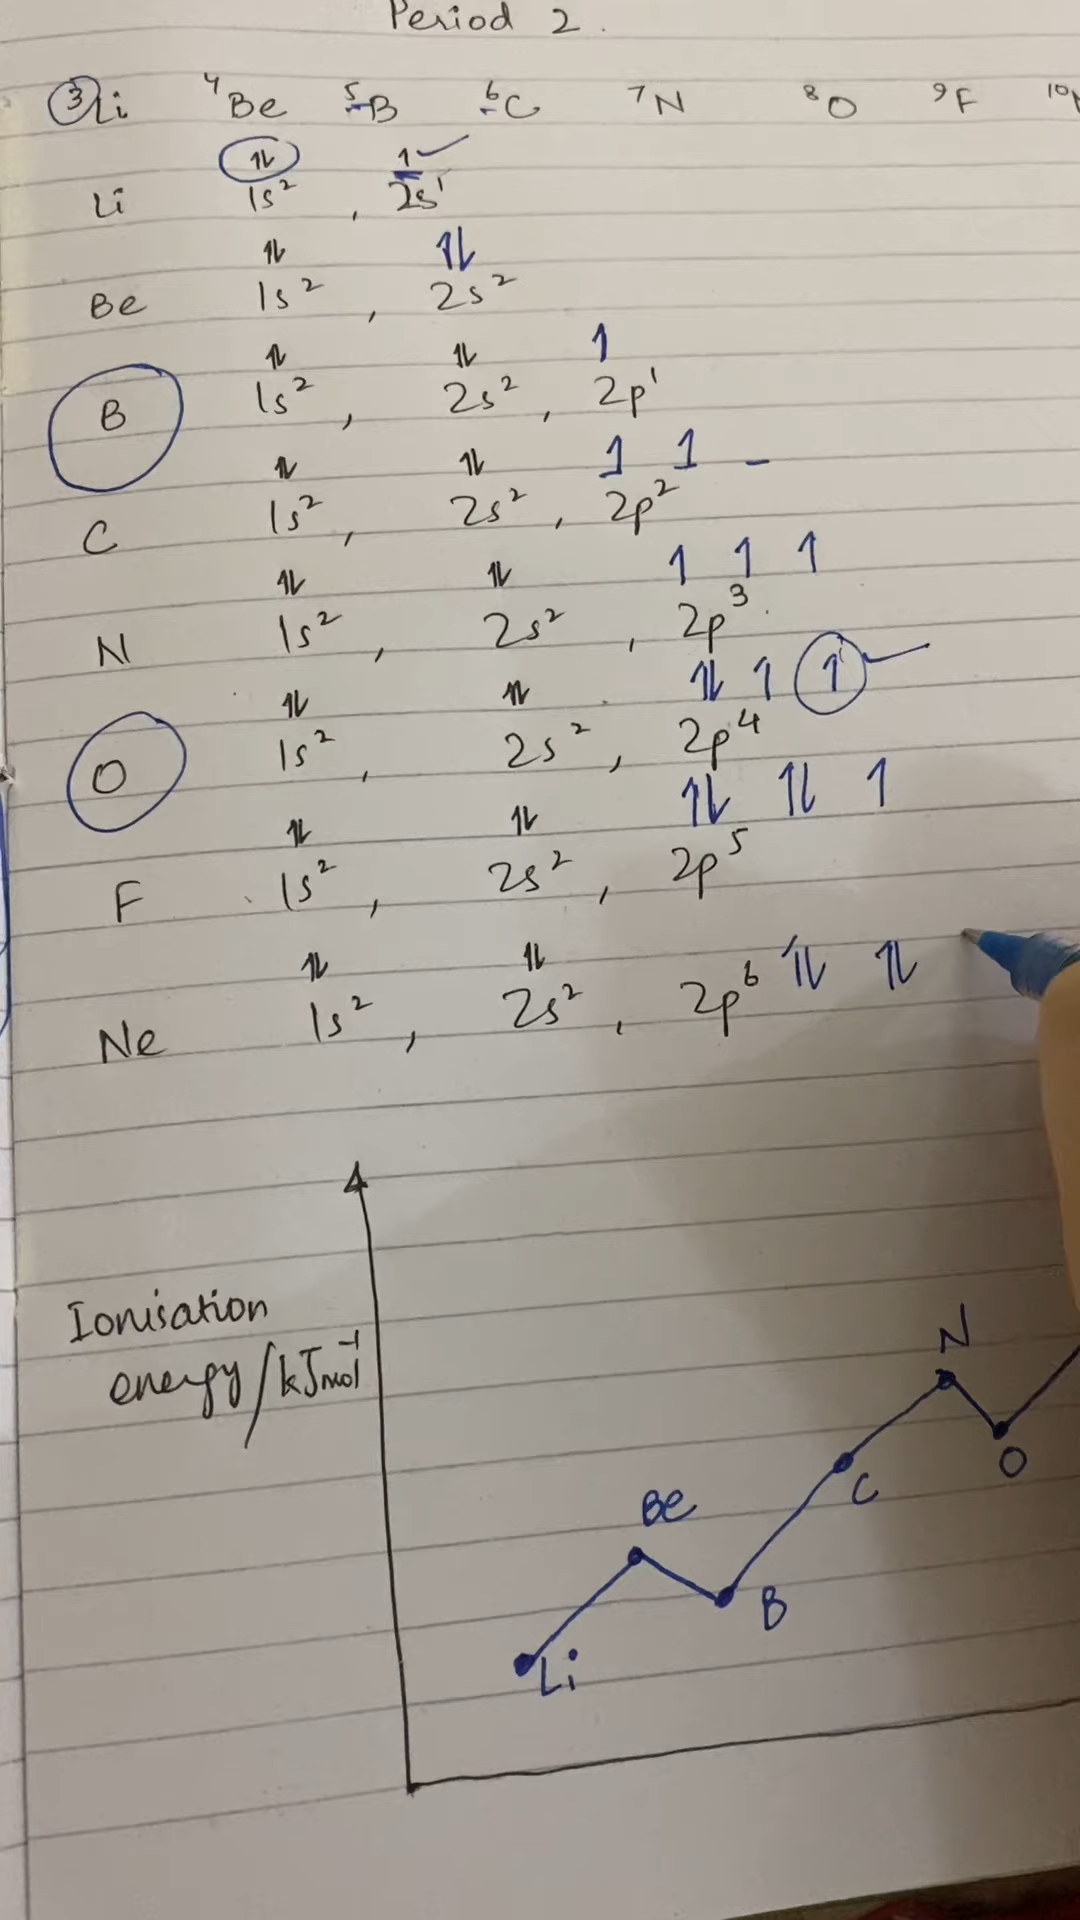 Period 2.
³Li ⁴Be ⁵B ⁶C ⁷N ⁸O ⁹F ¹⁰
⥮ ↿
Li 1s², 2s¹
⥮ ⥮
Be 1s², 2s²
⥮ ⥮ ↿
B 1s², 2s², 2p¹
⥮ ⥮ ↿ ↿ –
C 1s², 2s², 2p²
⥮ ⥮ ↿ ↿ ↿
N 1s², 2s², 2p³.
⥮ ⥮ ⥮ ↿ ↿
O 1s², 2s², 2p⁴
⥮ ⥮ ⥮ ⥮ ↿
F 1s², 2s², 2p⁵
⥮ ⥮ ⥮ ⥮
Ne 1s², 2s², 2p⁶
Ionisation
energy/kJmol⁻¹
N
O
C
Be
B
Li